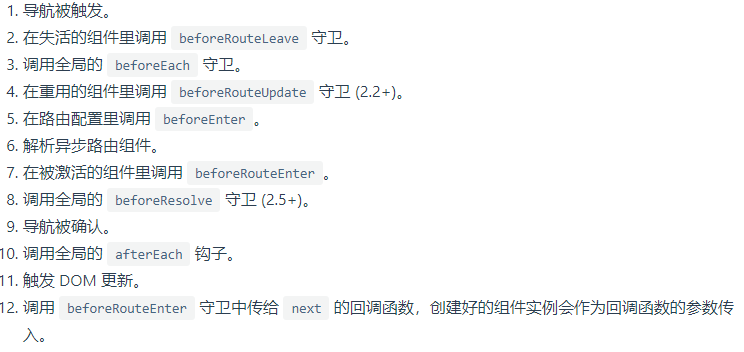 1. 导航被触发。
2. 在失活的组件里调用 beforeRouteLeave 守卫。
3. 调用全局的 beforeEach 守卫。
4. 在重用的组件里调用 beforeRouteUpdate 守卫 (2.2+)。
5. 在路由配置里调用 beforeEnter 。
6. 解析异步路由组件。
7. 在被激活的组件里调用 beforeRouteEnter 。
8. 调用全局的 beforeResolve 守卫 (2.5+)。
9. 导航被确认。
10. 调用全局的 afterEach 钩子。
11. 触发 DOM 更新。
12. 调用 beforeRouteEnter 守卫中传给 next 的回调函数，创建好的组件实例会作为回调函数的参数传
入。